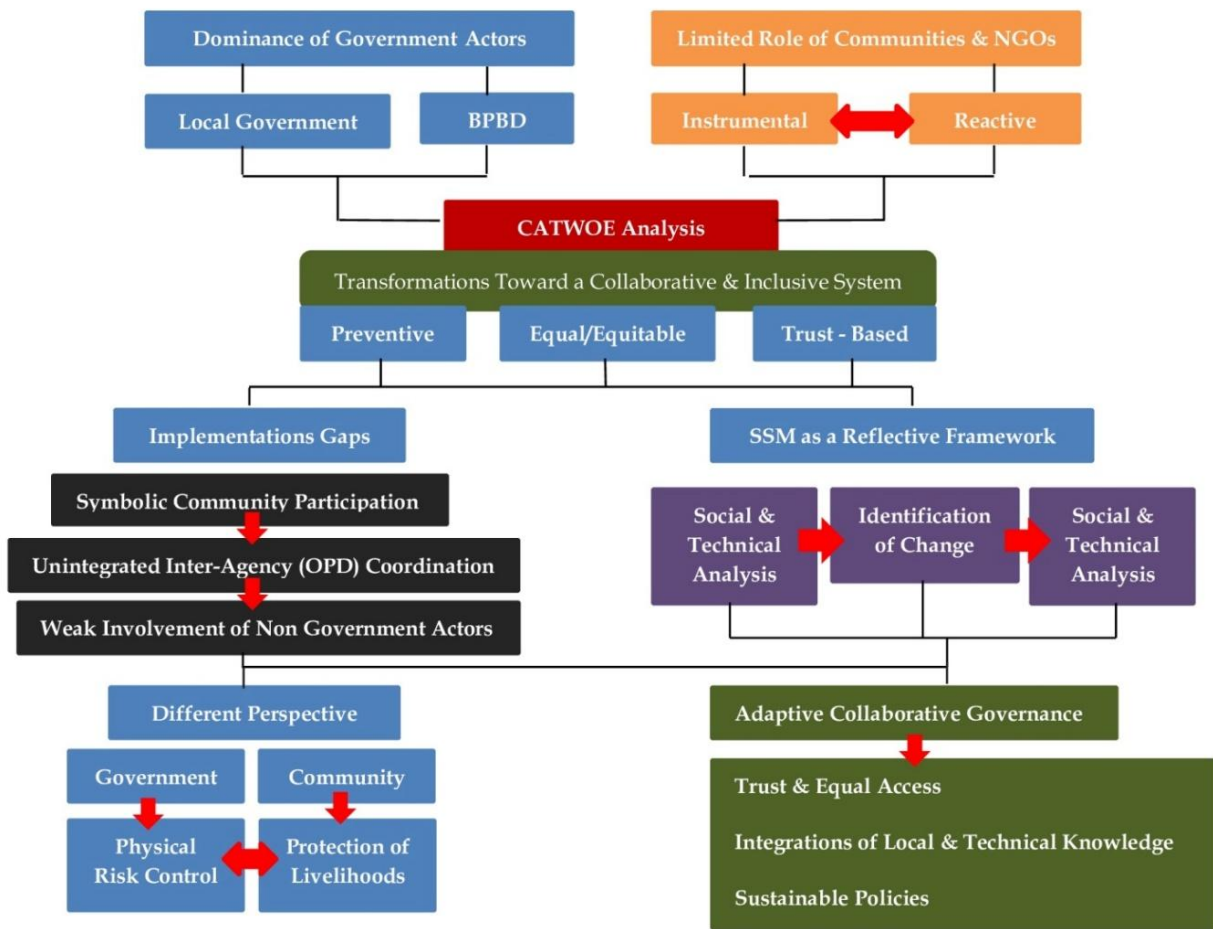 Dominance of Government Actors
Limited Role of Communities & NGOs
Local Government
BPBD
Instrumental
Reactive
CATWOE Analysis
Transformations Toward a Collaborative & Inclusive System
Preventive
Equal/Equitable
Trust - Based
Implementations Gaps
SSM as a Reflective Framework
Symbolic Community Participation
Unintegrated Inter-Agency (OPD) Coordination
Weak Involvement of Non Government Actors
Social &
Technical
Analysis
Identification
of Change
Social &
Technical
Analysis
Different Perspective
Government
Community
Physical
Risk Control
Protection of
Livelihoods
Adaptive Collaborative Governance
Trust & Equal Access
Integrations of Local & Technical Knowledge
Sustainable Policies